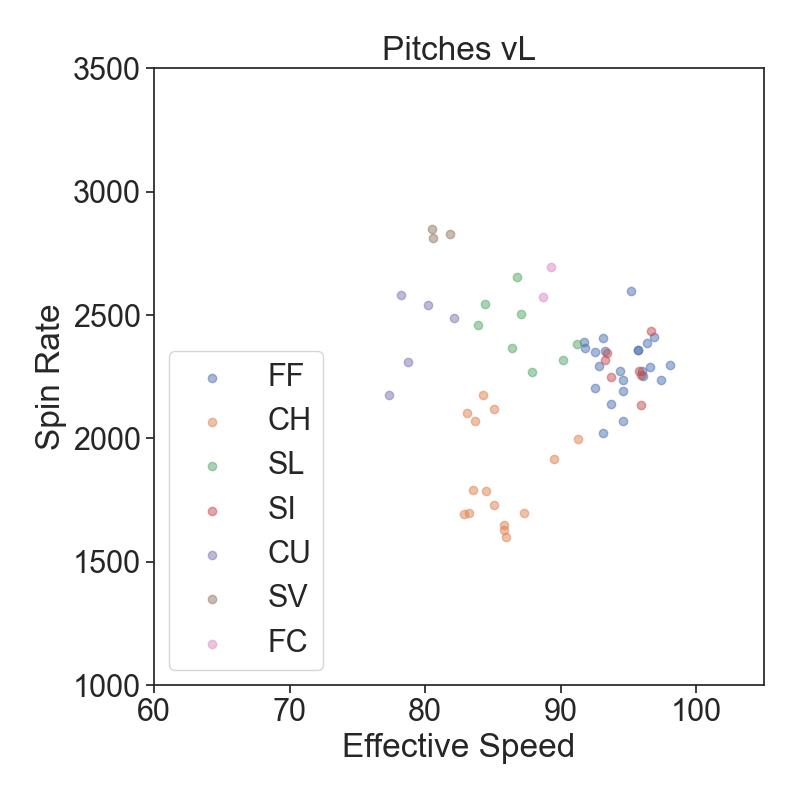 Pitches vL
3500
3000
2500
2000
1500
1000
Spin Rate
FF
CH
SL
SI
CU
SV
FC
60 70 80 90 100
Effective Speed